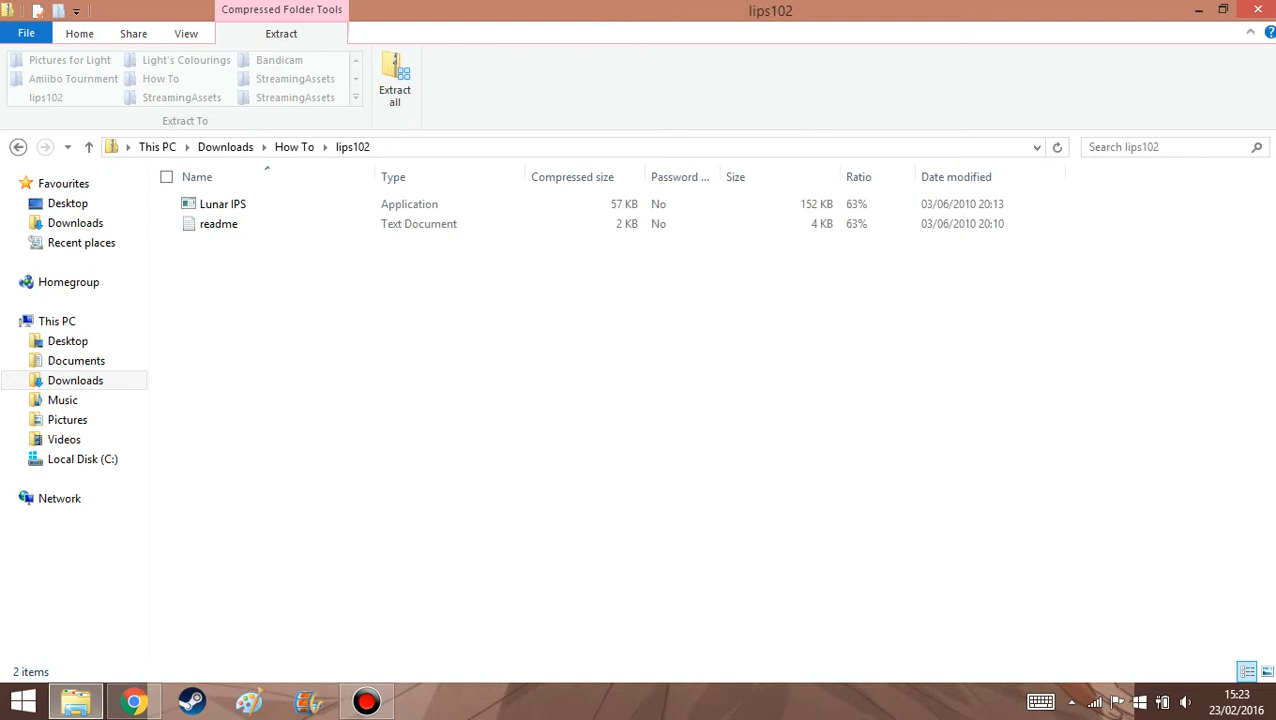 Compressed Folder Tools
lips102
File Home Share View Extract
Pictures for Light Light's Colourings Bandicam
Amiibo Tournment How To StreamingAssets
lips102 StreamingAssets StreamingAssets
Extract all
Extract To
This PC Downloads How To lips102
Search lips102
Name Type Compressed size Password ... Size Ratio Date modified
Lunar IPS Application 57 KB No 152 KB 63% 03/06/2010 20:13
readme Text Document 2 KB No 4 KB 63% 03/06/2010 20:10
Favourites
Desktop
Downloads
Recent places
Homegroup
This PC
Desktop
Documents
Downloads
Music
Pictures
Videos
Local Disk (C:)
Network
2 items
15:23
23/02/2016